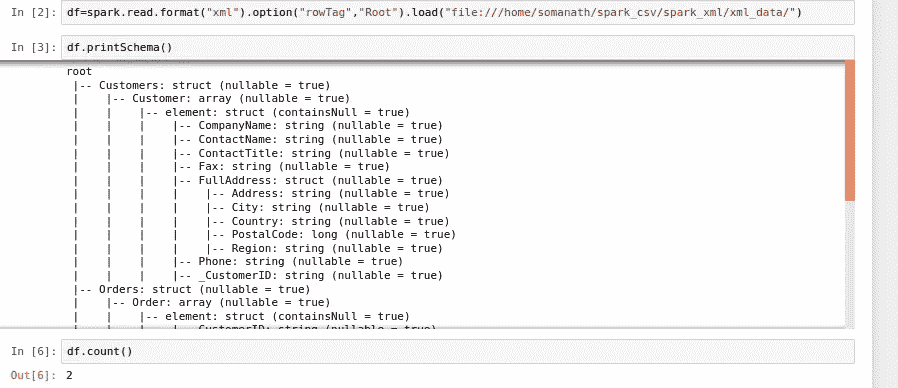 In [2]: df=spark.read.format("xml").option("rowTag","Root").load("file:///home/somanath/spark_csv/spark_xml/xml_data/")
In [3]: df.printSchema()
root
 |-- Customers: struct (nullable = true)
 |    |-- Customer: array (nullable = true)
 |    |    |-- element: struct (containsNull = true)
 |    |    |    |-- CompanyName: string (nullable = true)
 |    |    |    |-- ContactName: string (nullable = true)
 |    |    |    |-- ContactTitle: string (nullable = true)
 |    |    |    |-- Fax: string (nullable = true)
 |    |    |    |-- FullAddress: struct (nullable = true)
 |    |    |    |    |-- Address: string (nullable = true)
 |    |    |    |    |-- City: string (nullable = true)
 |    |    |    |    |-- Country: string (nullable = true)
 |    |    |    |    |-- PostalCode: long (nullable = true)
 |    |    |    |    |-- Region: string (nullable = true)
 |    |    |    |-- Phone: string (nullable = true)
 |    |    |    |-- _CustomerID: string (nullable = true)
 |-- Orders: struct (nullable = true)
 |    |-- Order: array (nullable = true)
 |    |    |-- element: struct (containsNull = true)
 |    |    |    |-- CustomerID: string (nullable = true)
In [6]: df.count()
Out[6]: 2